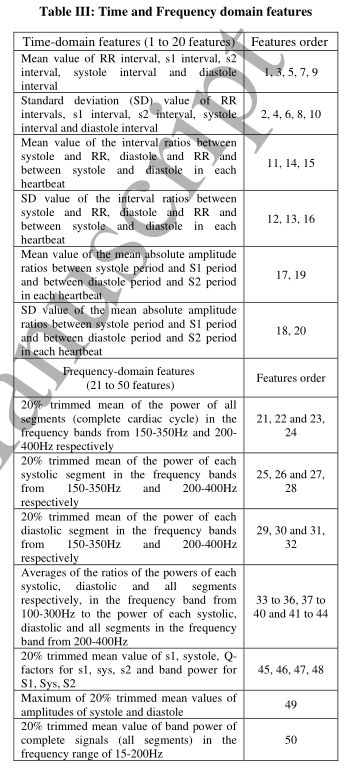 Table III: Time and Frequency domain features
Time-domain features (1 to 20 features) Features order
Mean value of RR interval, s1 interval, s2
interval, systole interval and diastole
interval
1, 3, 5, 7, 9
Standard deviation (SD) value of RR
intervals, s1 interval, s2 interval, systole
interval and diastole interval
2, 4, 6, 8, 10
Mean value of the interval ratios between
systole and RR, diastole and RR and
between systole and diastole in each
heartbeat
11, 14, 15
SD value of the interval ratios between
systole and RR, diastole and RR and
between systole and diastole in each
heartbeat
12, 13, 16
Mean value of the mean absolute amplitude
ratios between systole period and S1 period
and between diastole period and S2 period
in each heartbeat
17, 19
SD value of the mean absolute amplitude
ratios between systole period and S1 period
and between diastole period and S2 period
in each heartbeat
18, 20
Frequency-domain features
(21 to 50 features)
Features order
20% trimmed mean of the power of all
segments (complete cardiac cycle) in the
frequency bands from 150-350Hz and 200-
400Hz respectively
21, 22 and 23,
24
20% trimmed mean of the power of each
systolic segment in the frequency bands
from 150-350Hz and 200-400Hz
respectively
25, 26 and 27,
28
20% trimmed mean of the power of each
diastolic segment in the frequency bands
from 150-350Hz and 200-400Hz
respectively
29, 30 and 31,
32
Averages of the ratios of the powers of each
systolic, diastolic and all segments
respectively, in the frequency band from
100-300Hz to the power of each systolic,
diastolic and all segments in the frequency
band from 200-400Hz
33 to 36, 37 to
40 and 41 to 44
20% trimmed mean value of s1, systole, Q-
factors for s1, sys, s2 and band power for
S1, Sys, S2
45, 46, 47, 48
Maximum of 20% trimmed mean values of
amplitudes of systole and diastole
49
20% trimmed mean value of band power of
complete signals (all segments) in the
frequency range of 15-200Hz
50
anuscript